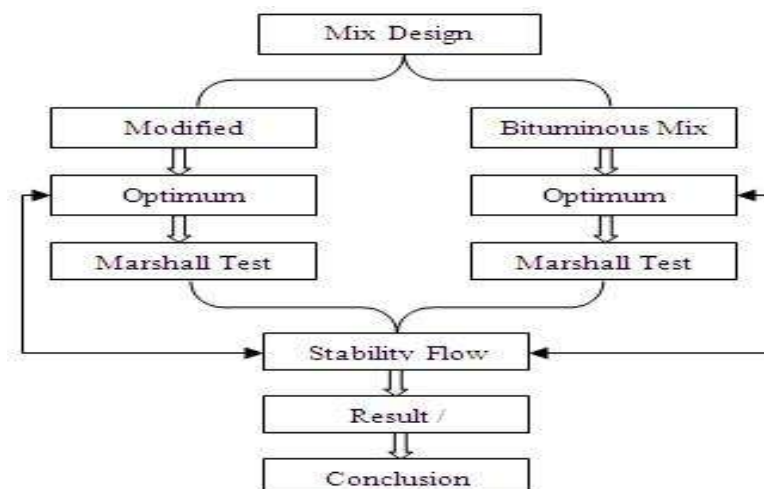 Mix Design
Modified
Bituminous Mix
Optimum
Optimum
Marshall Test
Marshall Test
Stability Flow
Result /
Conclusion